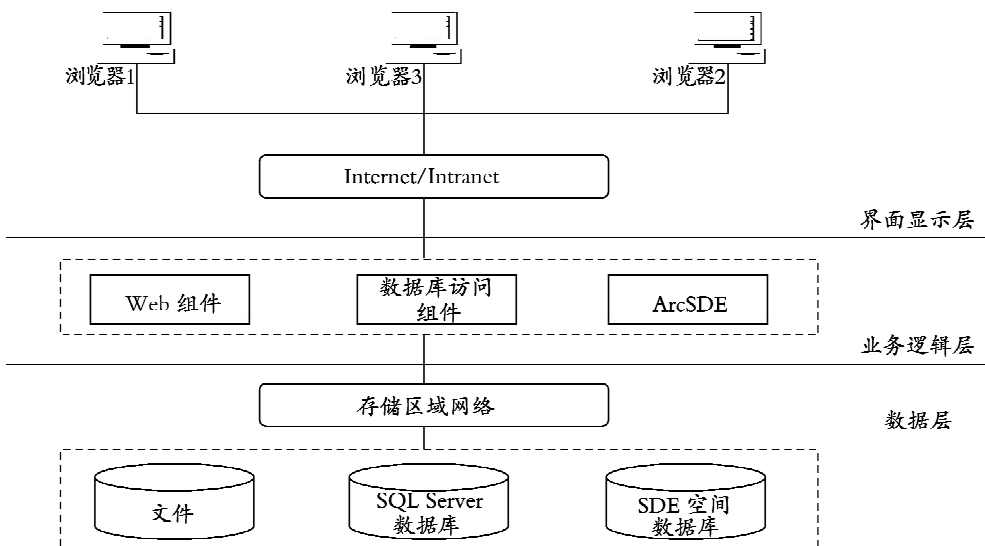 浏览器1
浏览器3
浏览器2
Internet/Intranet
界面显示层
Web 组件
数据库访问
组件
ArcSDE
业务逻辑层
存储区域网络
数据层
文件
SQL Server
数据库
SDE 空间
数据库